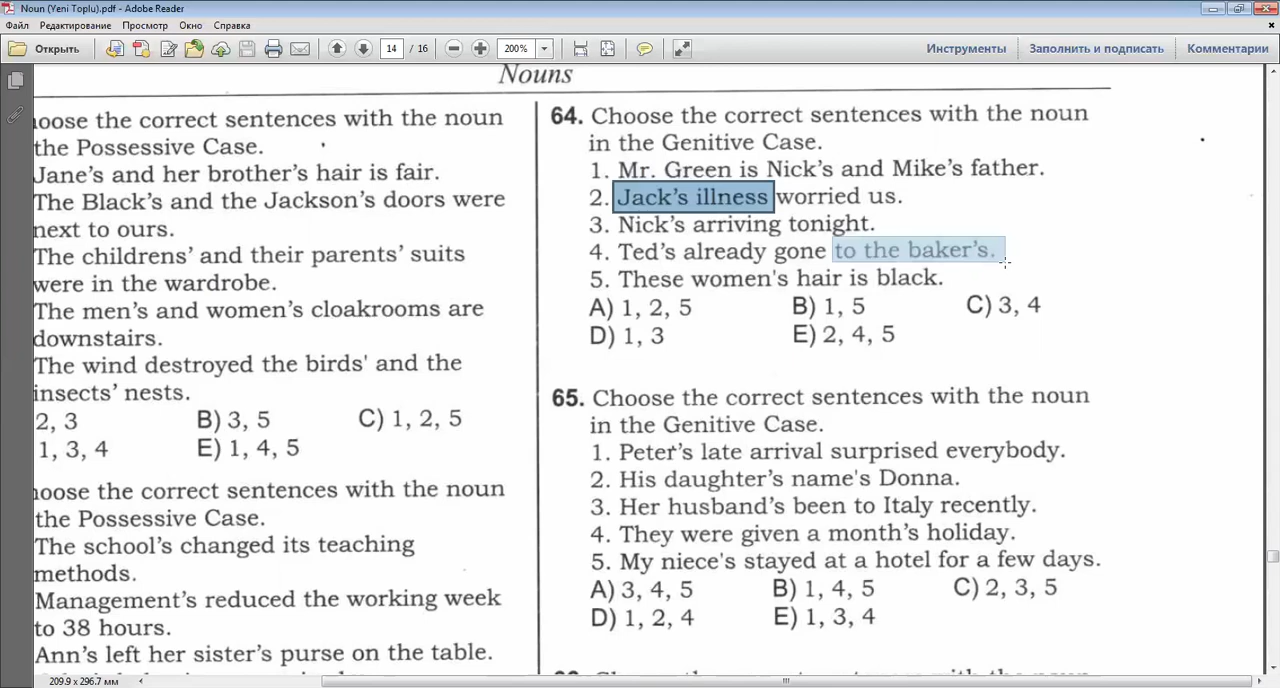 Noun (Yeni Toplu).pdf - Adobe Reader
Файл Редактирование Просмотр Окно Справка
Открыть 14 / 16 200% Инструменты Заполнить и подписать Комментарии
Nouns
oose the correct sentences with the noun
the Possessive Case.
Jane's and her brother's hair is fair.
The Black's and the Jackson's doors were
next to ours.
The childrens' and their parents' suits
were in the wardrobe.
The men's and women's cloakrooms are
downstairs.
The wind destroyed the birds' and the
insects' nests.
2, 3 B) 3, 5 C) 1, 2, 5
1, 3, 4 E) 1, 4, 5
oose the correct sentences with the noun
the Possessive Case.
The school's changed its teaching
methods.
Management's reduced the working week
to 38 hours.
Ann's left her sister's purse on the table.
64. Choose the correct sentences with the noun
in the Genitive Case.
1. Mr. Green is Nick's and Mike's father.
2. Jack's illness worried us.
3. Nick's arriving tonight.
4. Ted's already gone to the baker's.
5. These women's hair is black.
A) 1, 2, 5 B) 1, 5 C) 3, 4
D) 1, 3 E) 2, 4, 5
65. Choose the correct sentences with the noun
in the Genitive Case.
1. Peter's late arrival surprised everybody.
2. His daughter's name's Donna.
3. Her husband's been to Italy recently.
4. They were given a month's holiday.
5. My niece's stayed at a hotel for a few days.
A) 3, 4, 5 B) 1, 4, 5 C) 2, 3, 5
D) 1, 2, 4 E) 1, 3, 4
209.9 x 296.7 мм